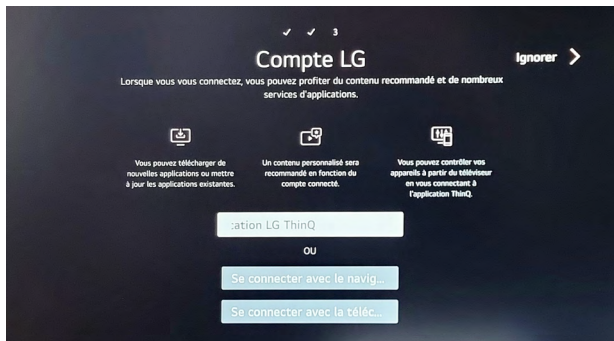 3
Compte LG
Ignorer
Lorsque vous vous connectez, vous pouvez profiter du contenu recommandé et de nombreux
services d'applications.
Vous pouvez télécharger de
nouvelles applications ou mettre
à jour les applications existantes.
Un contenu personnalisé sera
recommandé en fonction du
compte connecté.
Vous pouvez contrôler vos
appareils à partir du téléviseur
en vous connectant à
l'application ThinQ.
cation LG ThinQ
OU
Se connecter avec le navig...
Se connecter avec la téléc...